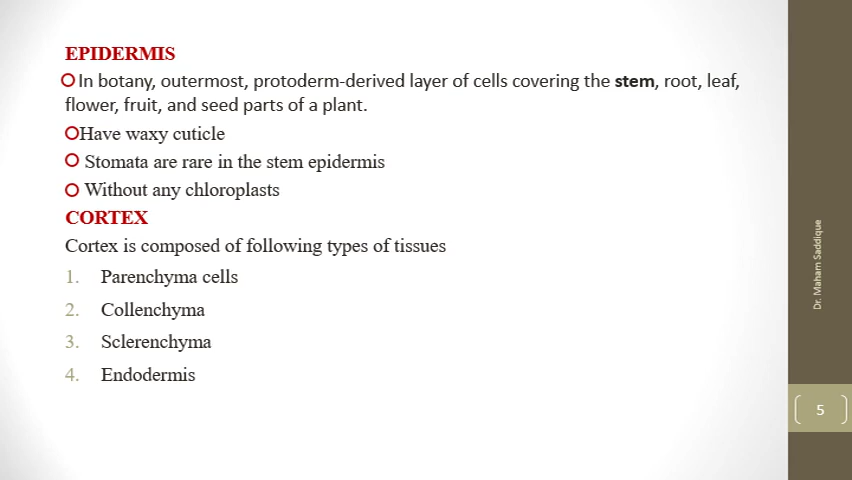 EPIDERMIS
In botany, outermost, protoderm-derived layer of cells covering the stem, root, leaf,
flower, fruit, and seed parts of a plant.
Have waxy cuticle
Stomata are rare in the stem epidermis
Without any chloroplasts
CORTEX
Cortex is composed of following types of tissues
1. Parenchyma cells
2. Collenchyma
3. Sclerenchyma
4. Endodermis
Dr. Maham Saddique
5